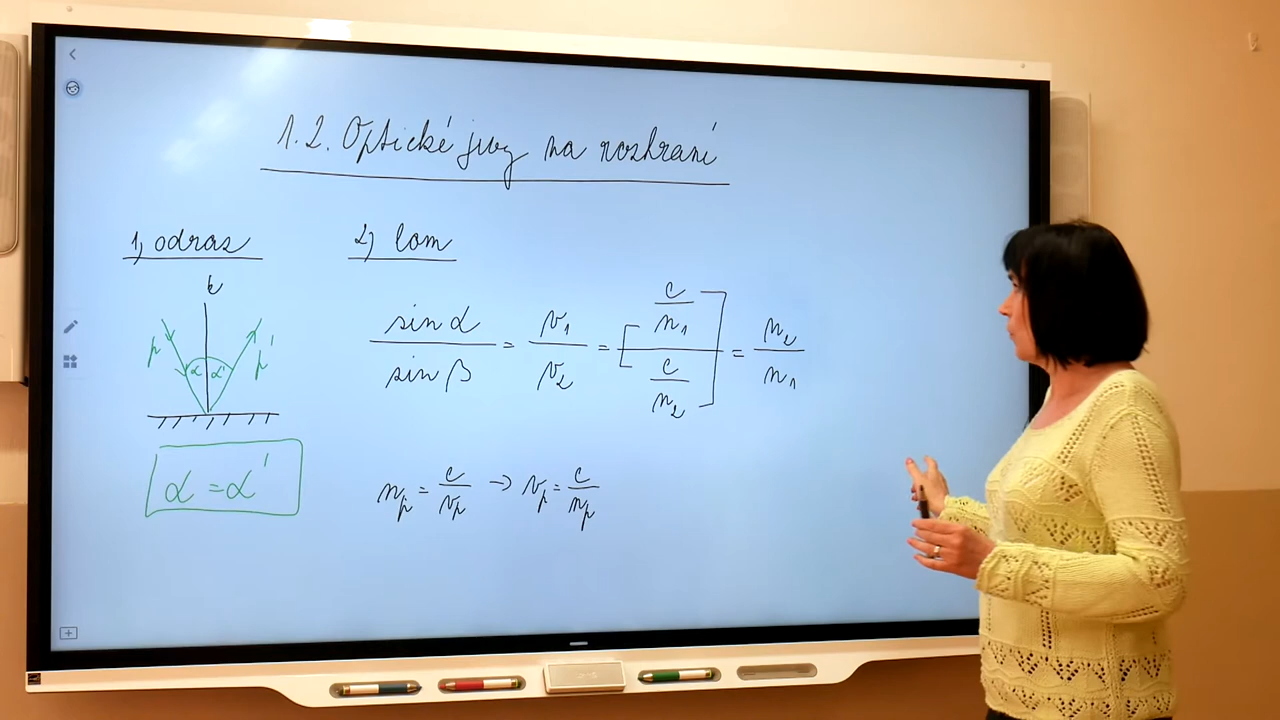 1.2. Optické jevy na rozhraní
1, odraz
k
p p'
α α'
α = α'
2, lom
sin α / sin β = v₁ / v₂ = (c / n₁) / (c / n₂) = n₂ / n₁
n_p = c / v_p → v_p = c / n_p